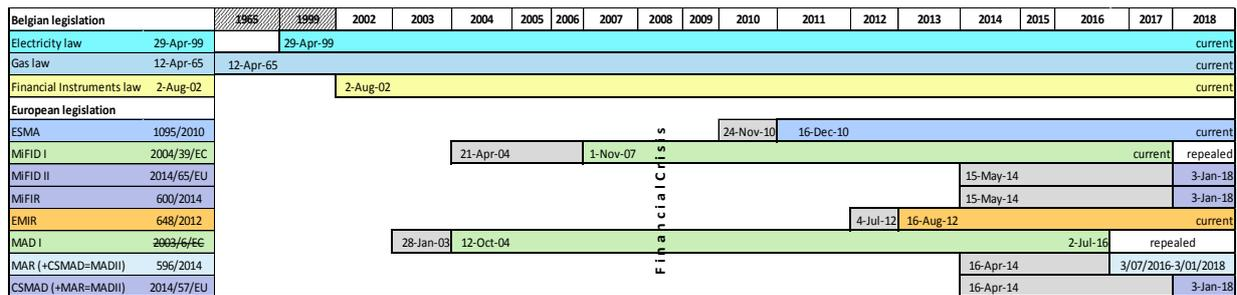 Belgian legislation 1965 1999 2002 2003 2004 2005 2006 2007 2008 2009 2010 2011 2012 2013 2014 2015 2016 2017 2018
Electricity law 29-Apr-99 29-Apr-99 current
Gas law 12-Apr-65 12-Apr-65 current
Financial Instruments law 2-Aug-02 2-Aug-02 current
European legislation
ESMA 1095/2010 24-Nov-10 16-Dec-10 current
MiFID I 2004/39/EC 21-Apr-04 1-Nov-07 current repealed
MiFID II 2014/65/EU 15-May-14 3-Jan-18
MiFIR 600/2014 15-May-14 3-Jan-18
EMIR 648/2012 4-Jul-12 16-Aug-12 current
MAD I 2003/6/EC 28-Jan-03 12-Oct-04 2-Jul-16 repealed
MAR (+CSMAD=MADII) 596/2014 16-Apr-14 3/07/2016-3/01/2018
CSMAD (+MAR=MADII) 2014/57/EU 16-Apr-14 3-Jan-18
Financial Crisis